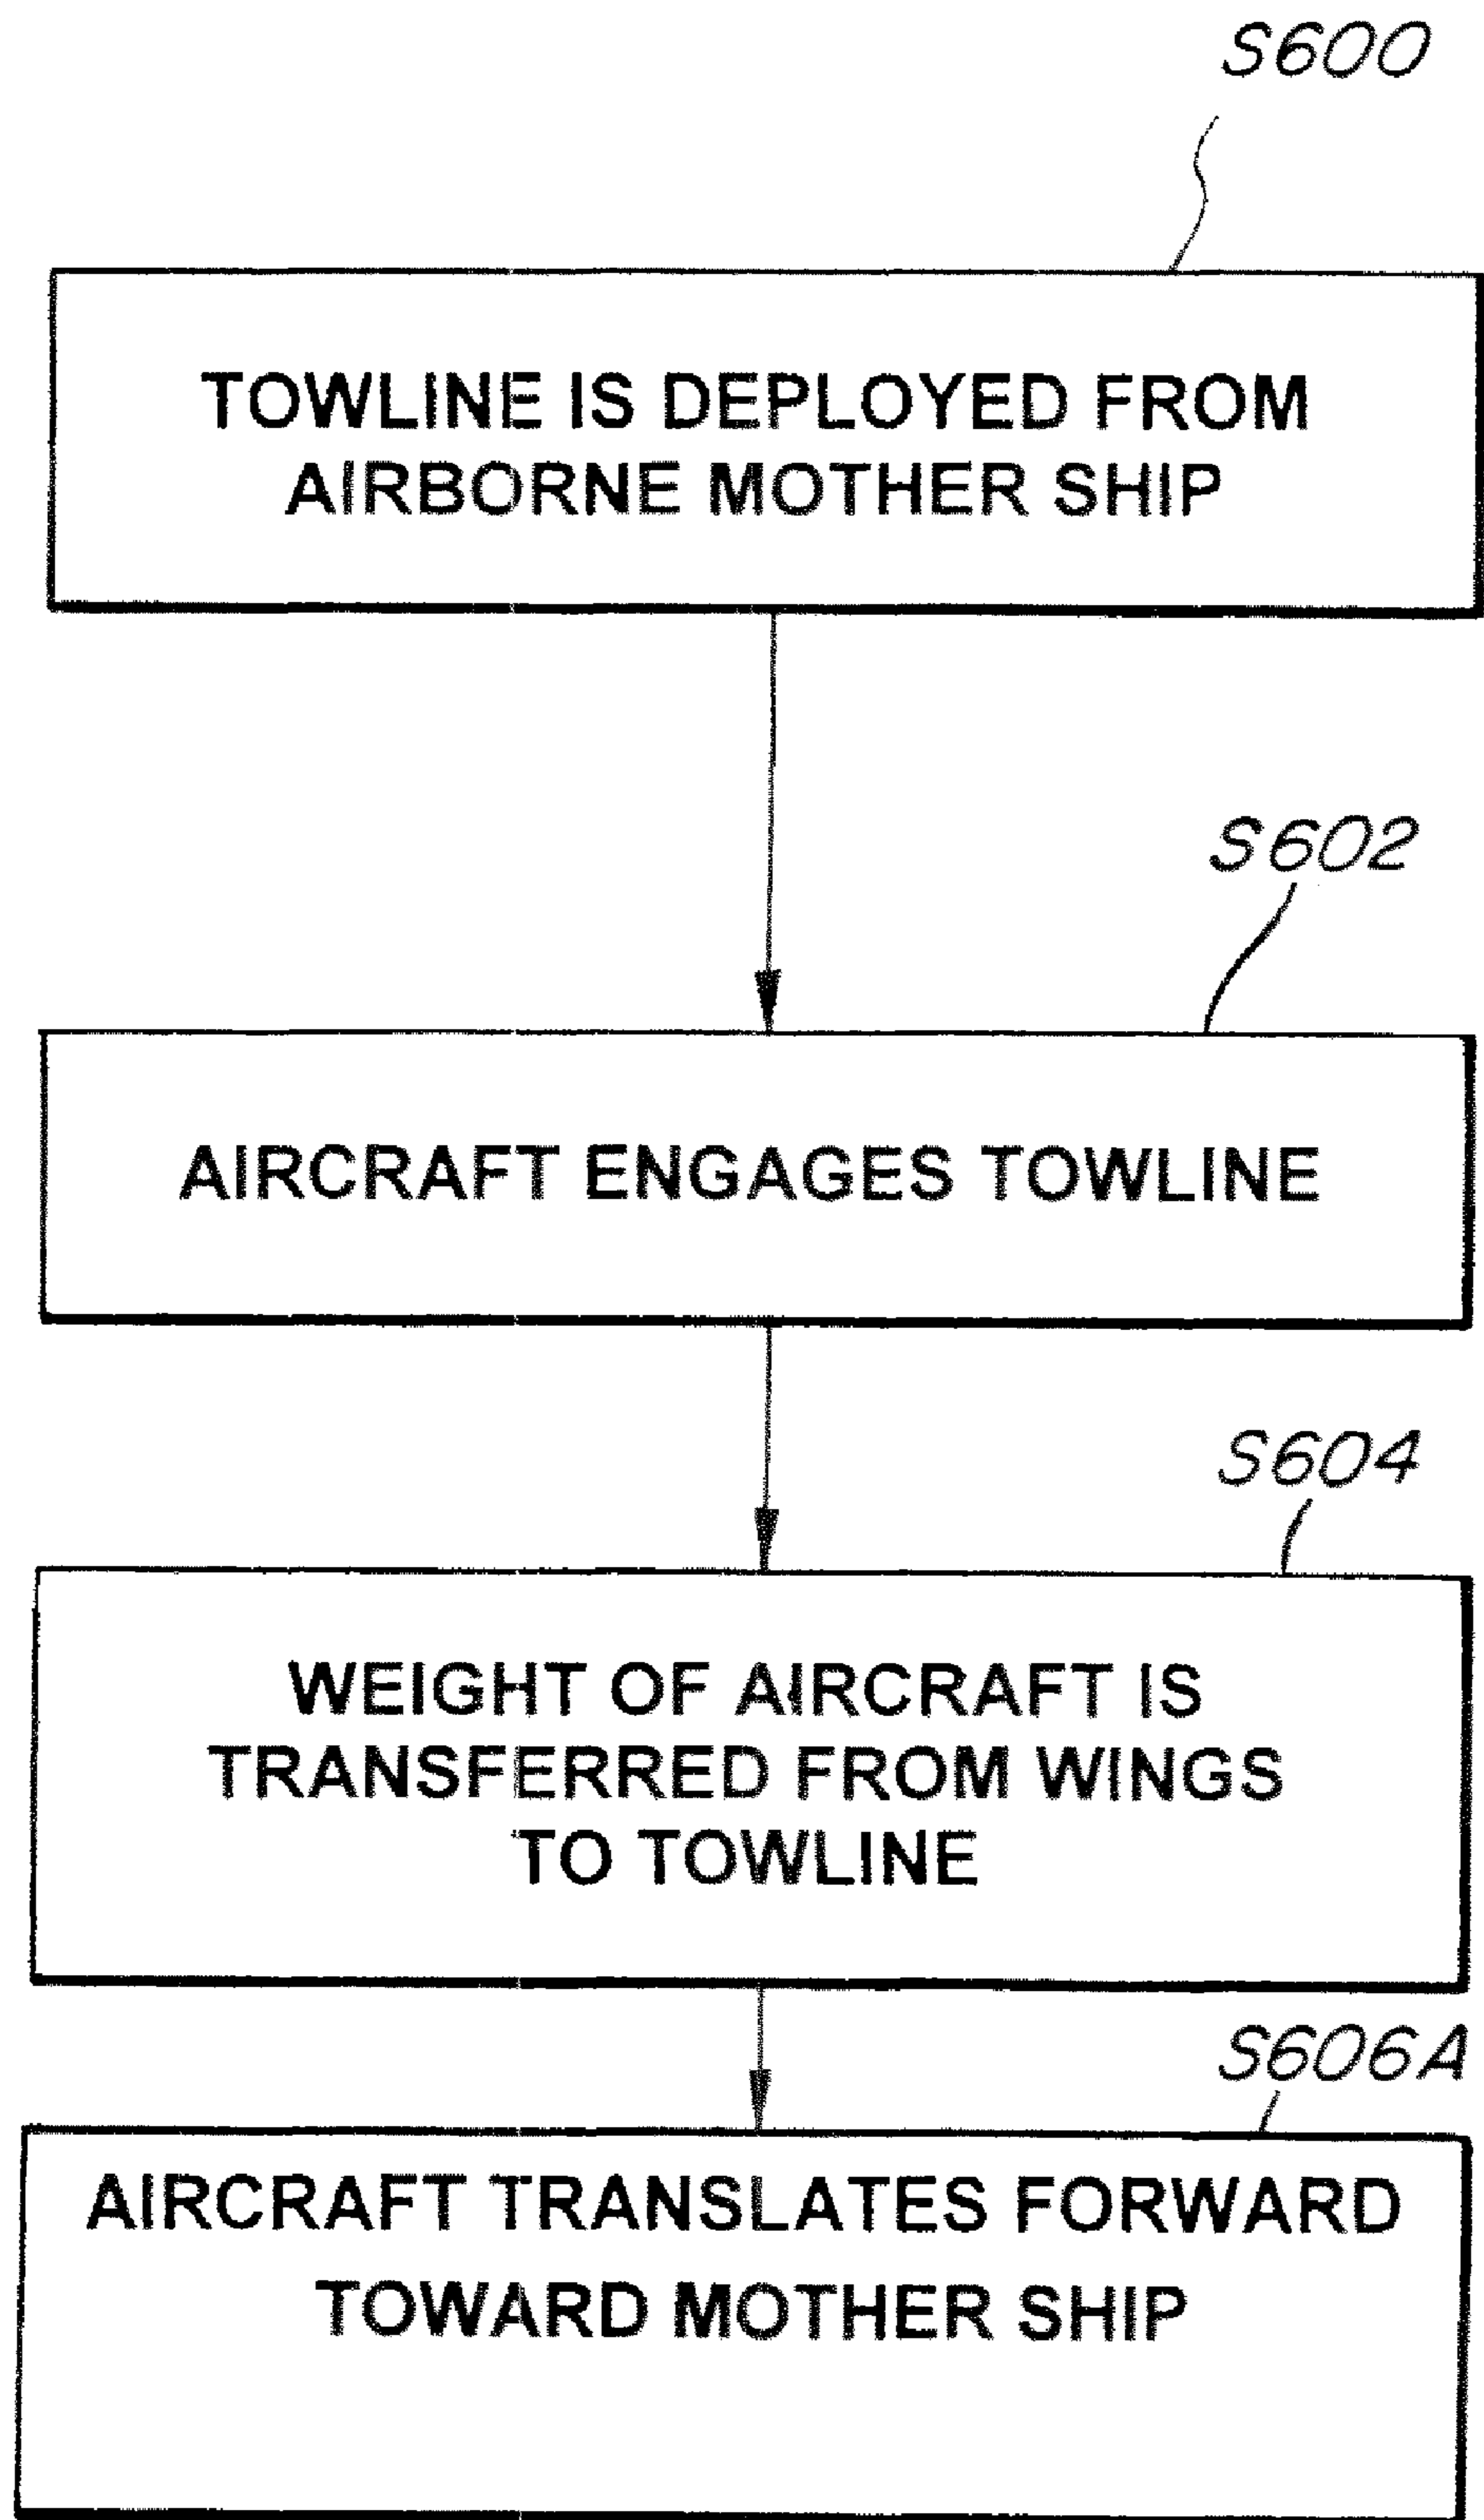 S600
TOWLINE IS DEPLOYED FROM
AIRBORNE MOTHER SHIP
S602
AIRCRAFT ENGAGES TOWLINE
S604
WEIGHT OF AIRCRAFT IS
TRANSFERRED FROM WINGS
TO TOWLINE
S606A
AIRCRAFT TRANSLATES FORWARD
TOWARD MOTHER SHIP